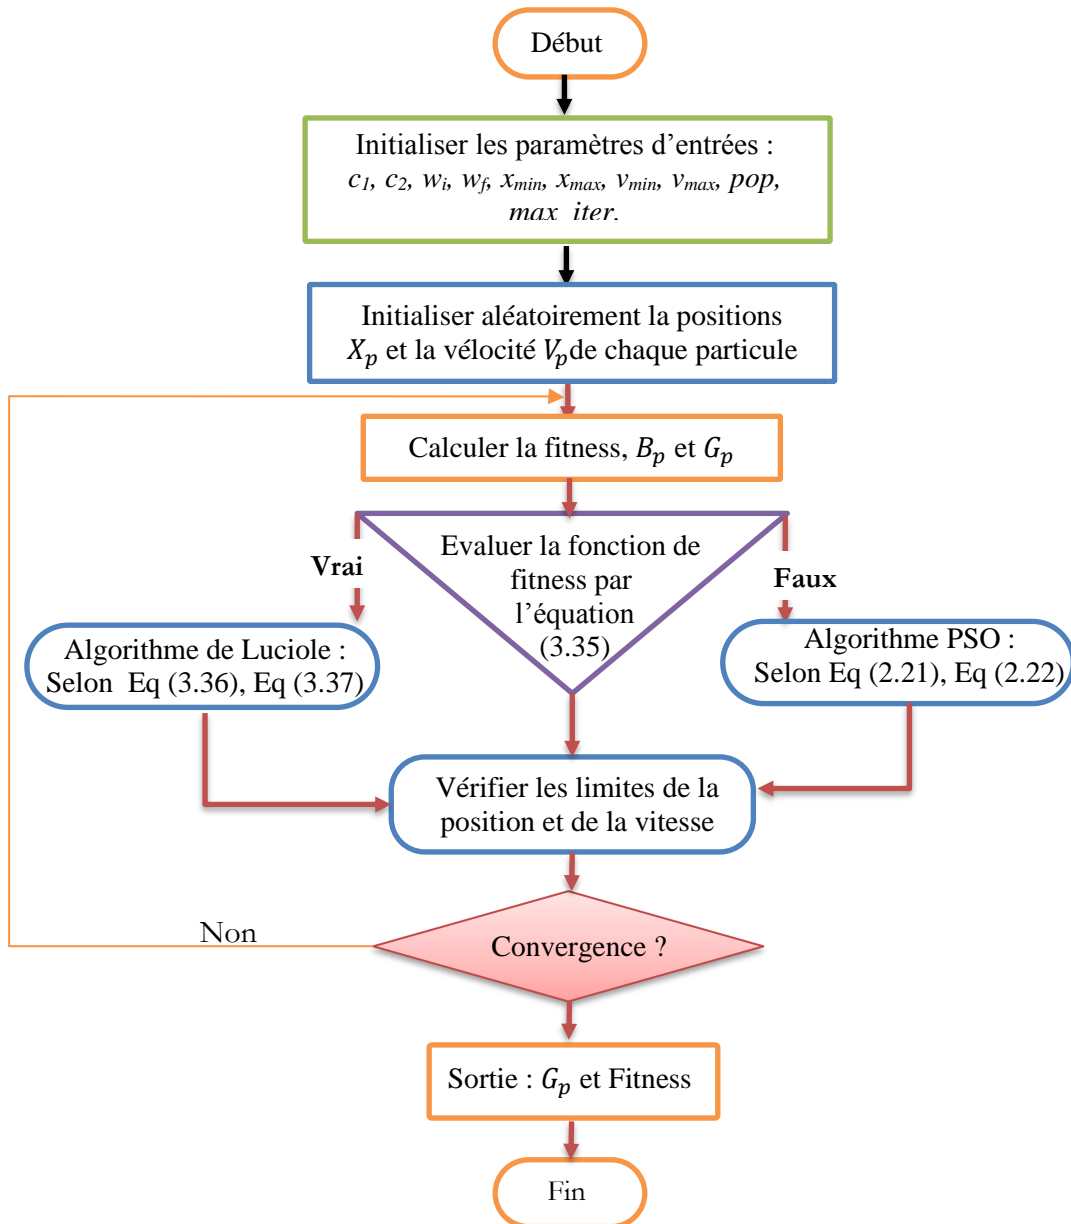 Début
Initialiser les paramètres d’entrées :
c1, c2, wi, wf, xmin, xmax, vmin, vmax, pop,
max_iter.
Initialiser aléatoirement la positions
Xp et la vélocité Vp de chaque particule
Calculer la fitness, Bp et Gp
Evaluer la fonction de
fitness par
l’équation
(3.35)
Vrai
Faux
Algorithme de Luciole :
Selon Eq (3.36), Eq (3.37)
Algorithme PSO :
Selon Eq (2.21), Eq (2.22)
Vérifier les limites de la
position et de la vitesse
Non
Convergence ?
Sortie : Gp et Fitness
Fin